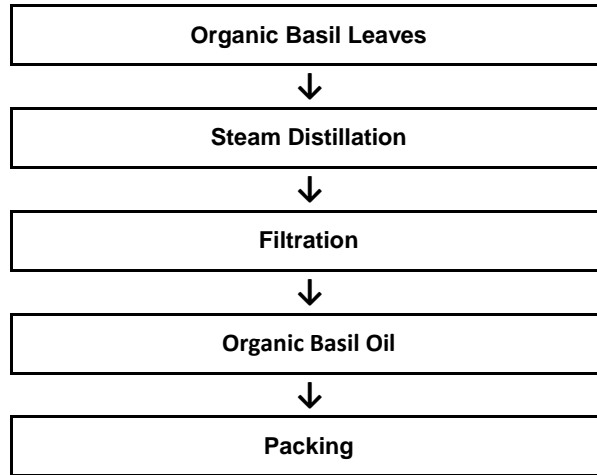 Organic Basil Leaves
Steam Distillation
Filtration
Organic Basil Oil
Packing